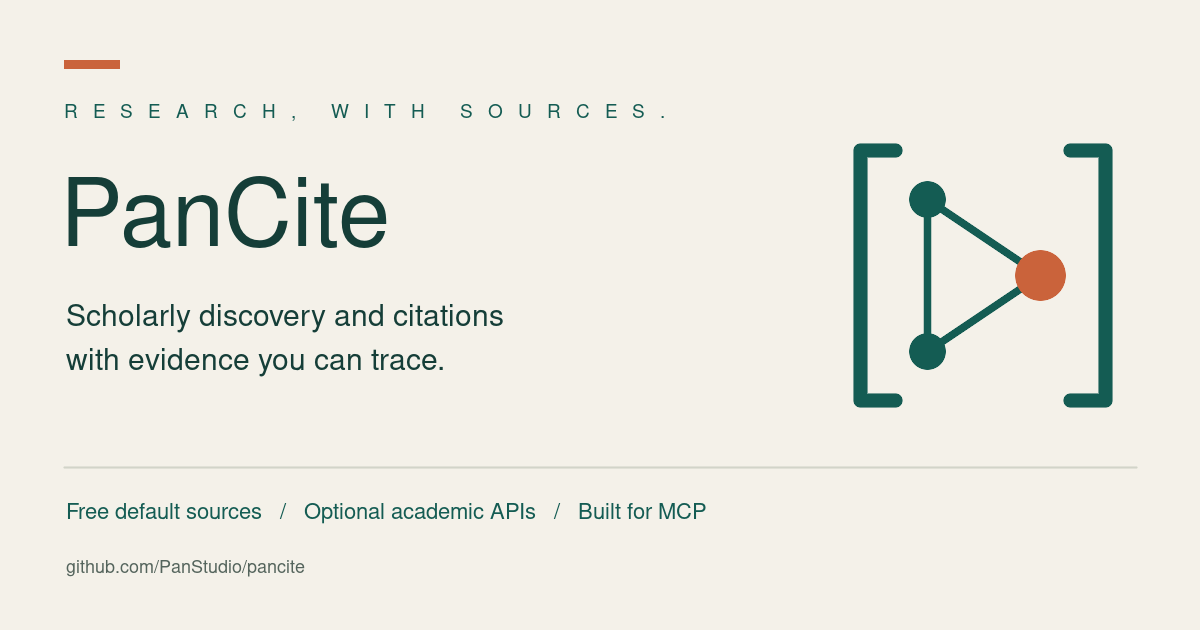 RESEARCH, WITH SOURCES.
PanCite
Scholarly discovery and citations
with evidence you can trace.
Free default sources / Optional academic APIs / Built for MCP
github.com/PanStudio/pancite